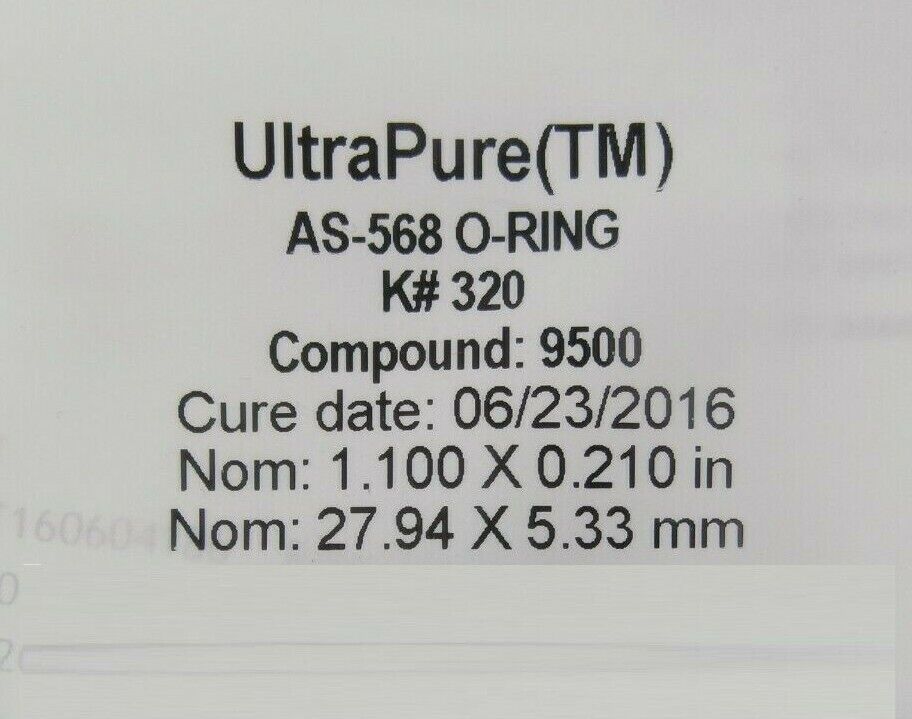 UltraPure(TM)
AS-568 O-RING
K# 320
Compound: 9500
Cure date: 06/23/2016
Nom: 1.100 X 0.210 in
Nom: 27.94 X 5.33 mm